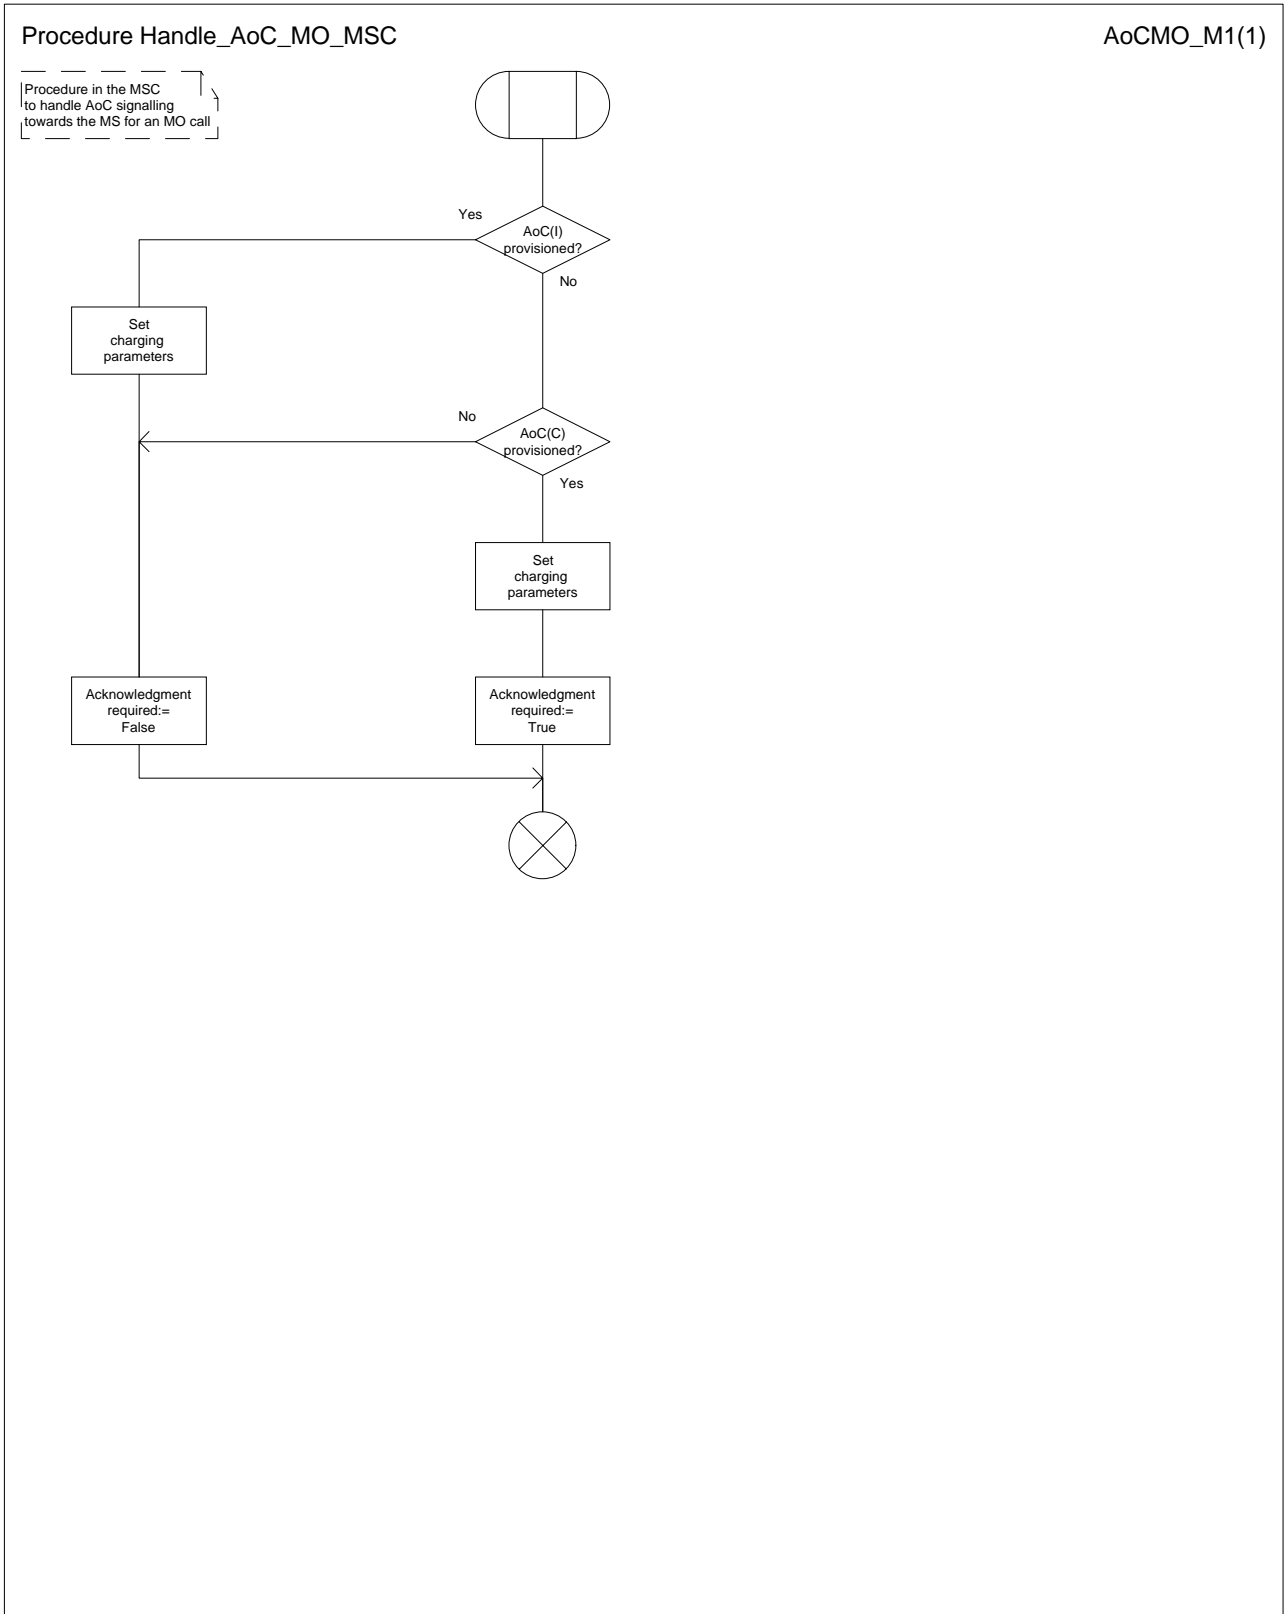 Procedure Handle_AoC_MO_MSC
AoCMO_M1(1)
Procedure in the MSC
to handle AoC signalling
towards the MS for an MO call
Yes
AoC(I)
provisioned?
No
Set
charging
parameters
No
AoC(C)
provisioned?
Yes
Set
charging
parameters
Acknowledgment
required:=
False
Acknowledgment
required:=
True